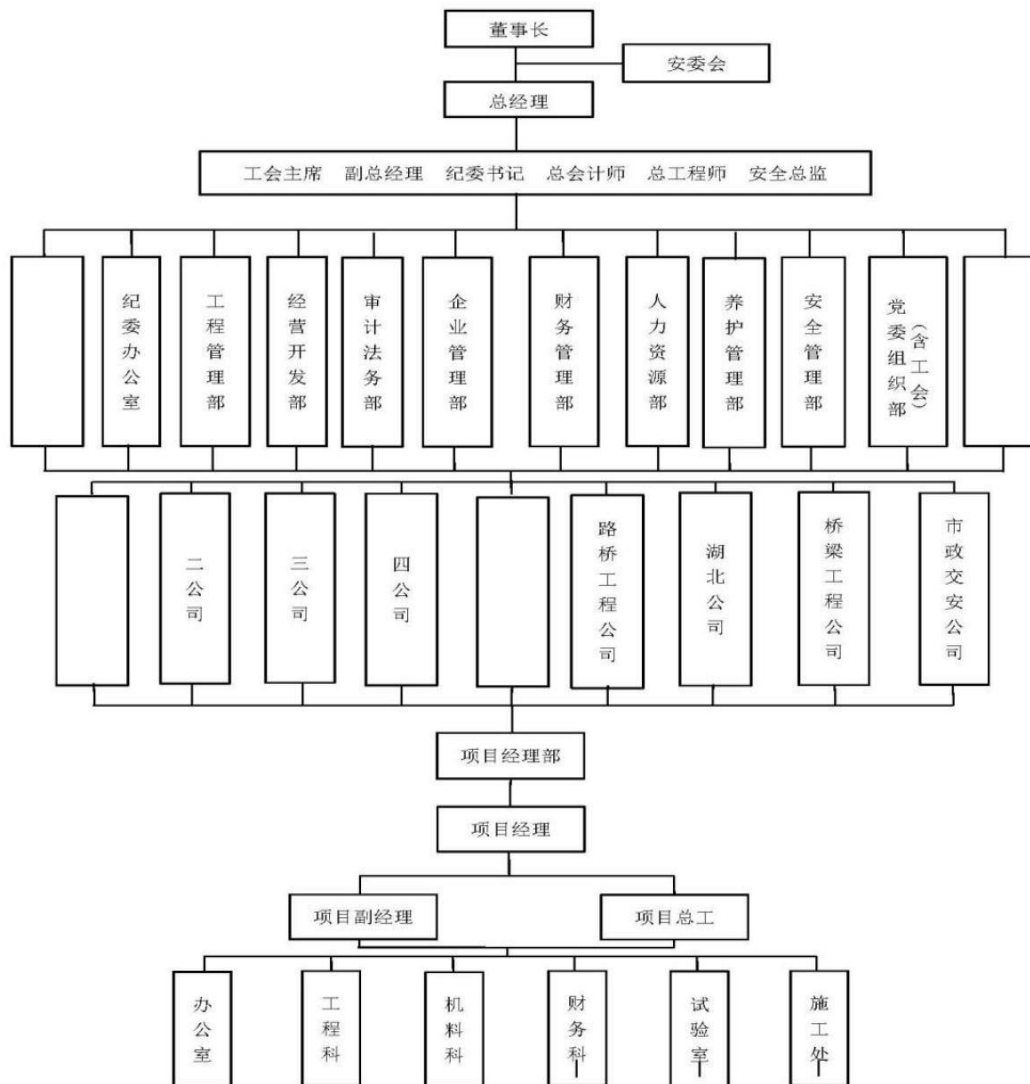 董事长
安委会
总经理
工会主席 副总经理 纪委书记 总会计师 总工程师 安全总监
纪委办公室
工程管理部
经营开发部
审计法务部
企业管理部
财务管理部
人力资源部
养护管理部
安全管理部
党委组织部
（含工会）
二公司
三公司
四公司
路桥工程公司
湖北公司
桥梁工程公司
市政交安公司
项目经理部
项目经理
项目副经理
项目总工
办公室
工程科
机料科
财务科
试验室
施工处